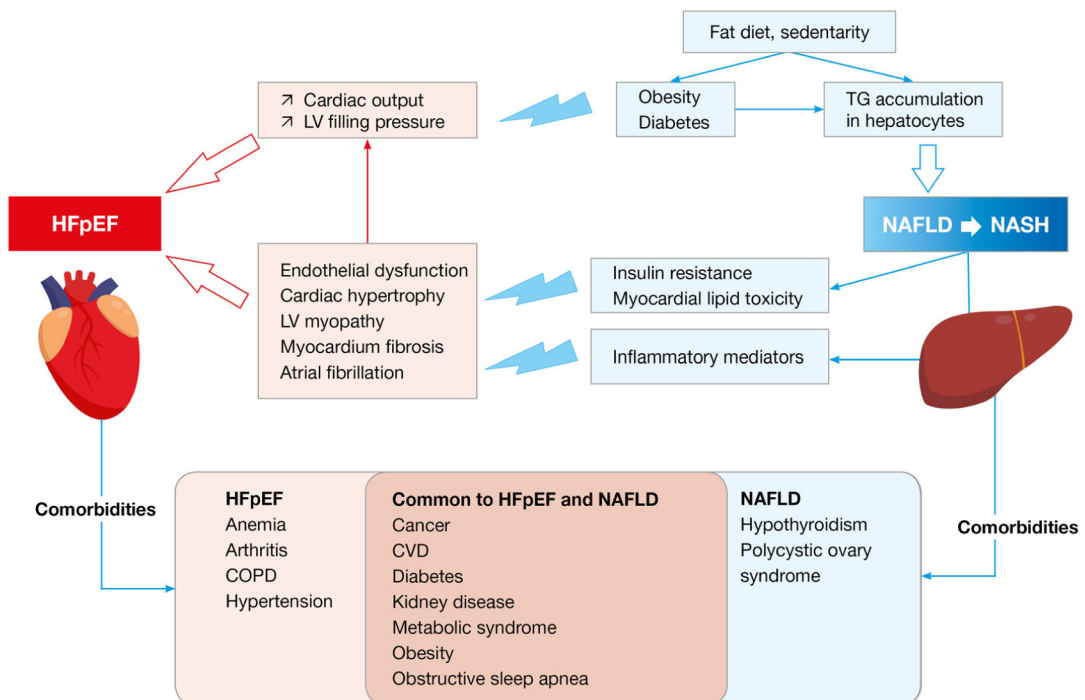 Fat diet, sedentarity
↗ Cardiac output
↗ LV filling pressure
Obesity
Diabetes
TG accumulation
in hepatocytes
HFpEF
NAFLD ➡ NASH
Endothelial dysfunction
Cardiac hypertrophy
LV myopathy
Myocardium fibrosis
Atrial fibrillation
Insulin resistance
Myocardial lipid toxicity
Inflammatory mediators
Comorbidities
HFpEF
Anemia
Arthritis
COPD
Hypertension
Common to HFpEF and NAFLD
Cancer
CVD
Diabetes
Kidney disease
Metabolic syndrome
Obesity
Obstructive sleep apnea
NAFLD
Hypothyroidism
Polycystic ovary
syndrome
Comorbidities